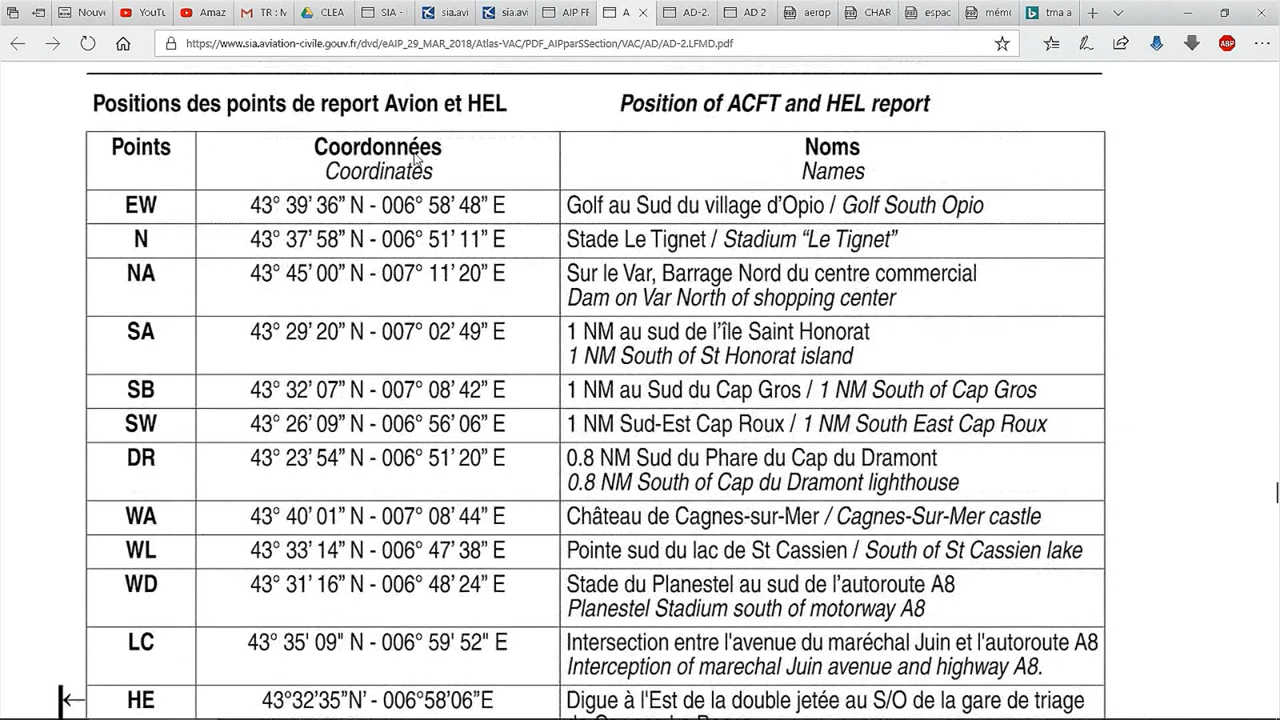 Nouve
YouTu
Amaz
TR : M
CLEA
SIA -
sia.avi
sia.avi
AIP FR
A
AD-2
AD 2
aerop
CHAR
espac
mémo
tma a
https://www.sia.aviation-civile.gouv.fr/dvd/eAIP_29_MAR_2018/Atlas-VAC/PDF_AIPparSSection/VAC/AD/AD-2.LFMD.pdf
ABP
Positions des points de report Avion et HEL Position of ACFT and HEL report
Points Coordonnées Noms
Coordinates Names
EW 43° 39’ 36” N - 006° 58’ 48” E Golf au Sud du village d’Opio / Golf South Opio
N 43° 37’ 58” N - 006° 51’ 11” E Stade Le Tignet / Stadium “Le Tignet”
NA 43° 45’ 00” N - 007° 11’ 20” E Sur le Var, Barrage Nord du centre commercial
Dam on Var North of shopping center
SA 43° 29’ 20” N - 007° 02’ 49” E 1 NM au sud de l’île Saint Honorat
1 NM South of St Honorat island
SB 43° 32’ 07” N - 007° 08’ 42” E 1 NM au Sud du Cap Gros / 1 NM South of Cap Gros
SW 43° 26’ 09” N - 006° 56’ 06” E 1 NM Sud-Est Cap Roux / 1 NM South East Cap Roux
DR 43° 23’ 54” N - 006° 51’ 20” E 0.8 NM Sud du Phare du Cap du Dramont
0.8 NM South of Cap du Dramont lighthouse
WA 43° 40’ 01” N - 007° 08’ 44” E Château de Cagnes-sur-Mer / Cagnes-Sur-Mer castle
WL 43° 33’ 14” N - 006° 47’ 38” E Pointe sud du lac de St Cassien / South of St Cassien lake
WD 43° 31’ 16” N - 006° 48’ 24” E Stade du Planestel au sud de l’autoroute A8
Planestel Stadium south of motorway A8
LC 43° 35' 09" N - 006° 59' 52" E Intersection entre l'avenue du maréchal Juin et l'autoroute A8
Interception of marechal Juin avenue and highway A8.
HE 43°32'35"N' - 006°58'06"E Digue à l'Est de la double jetée au S/O de la gare de triage